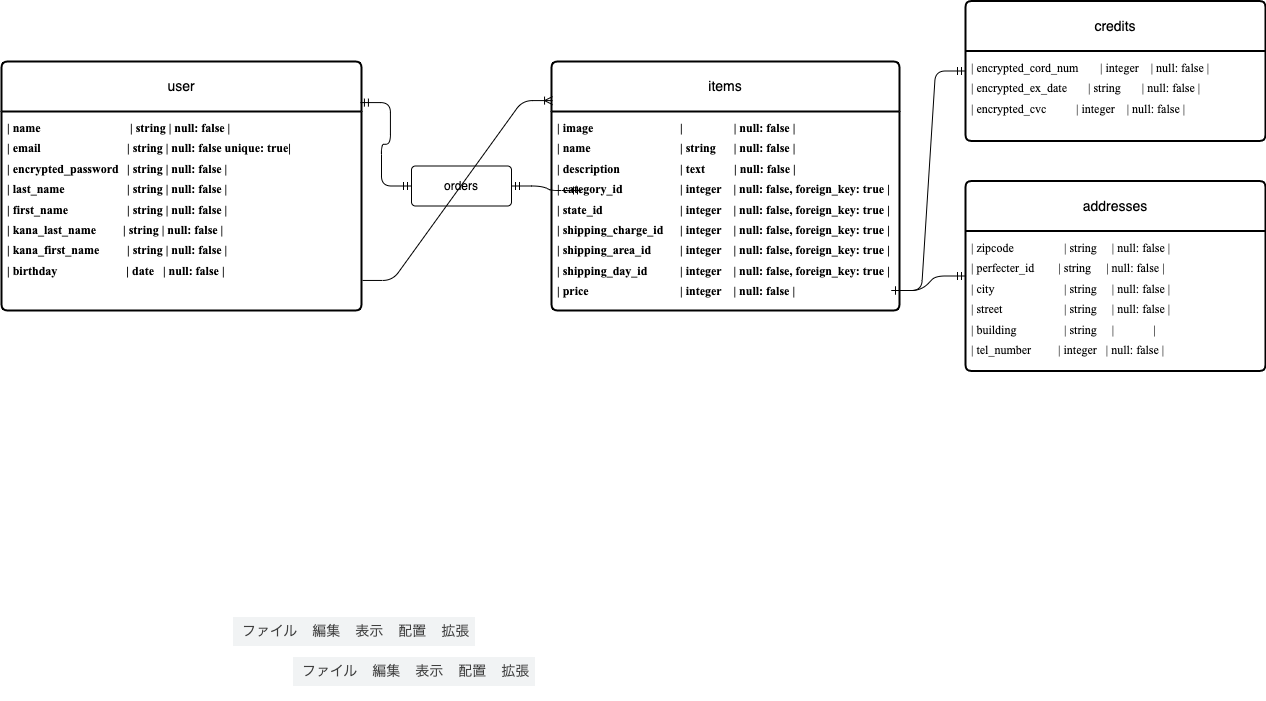 user
| name | string | null: false |
| email | string | null: false unique: true|
| encrypted_password | string | null: false |
| last_name | string | null: false |
| first_name | string | null: false |
| kana_last_name | string | null: false |
| kana_first_name | string | null: false |
| birthday | date | null: false |
orders
items
| image | | null: false |
| name | string | null: false |
| description | text | null: false |
| category_id | integer | null: false, foreign_key: true |
| state_id | integer | null: false, foreign_key: true |
| shipping_charge_id | integer | null: false, foreign_key: true |
| shipping_area_id | integer | null: false, foreign_key: true |
| shipping_day_id | integer | null: false, foreign_key: true |
| price | integer | null: false |
credits
| encrypted_cord_num | integer | null: false |
| encrypted_ex_date | string | null: false |
| encrypted_cvc | integer | null: false |
addresses
| zipcode | string | null: false |
| perfecter_id | string | null: false |
| city | string | null: false |
| street | string | null: false |
| building | string | |
| tel_number | integer | null: false |
ファイル 編集 表示 配置 拡張
ファイル 編集 表示 配置 拡張